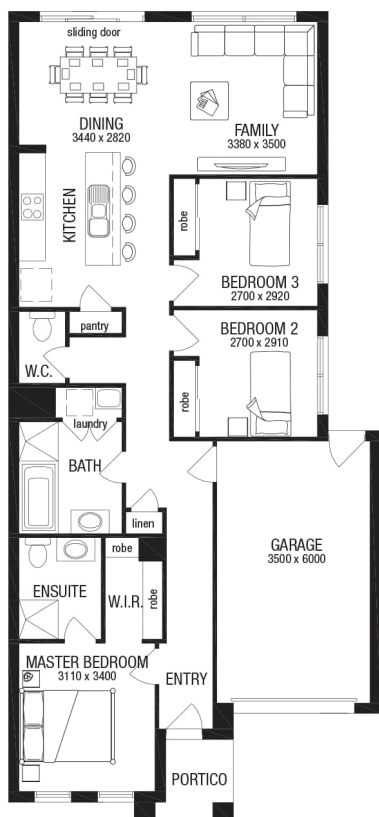 sliding door
DINING
3440 x 2820
FAMILY
3380 x 3500
KITCHEN
robe
BEDROOM 3
2700 x 2920
pantry
BEDROOM 2
2700 x 2910
W.C.
robe
laundry
BATH
linen
GARAGE
3500 x 6000
robe
ENSUITE
W.I.R.
robe
MASTER BEDROOM
3110 x 3400
ENTRY
PORTICO